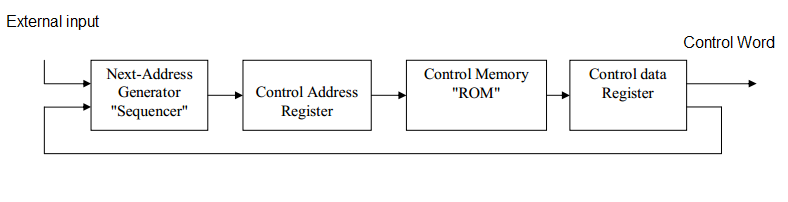 External input
Control Word
Next-Address
Generator
"Sequencer"
Control Address
Register
Control Memory
"ROM"
Control data
Register